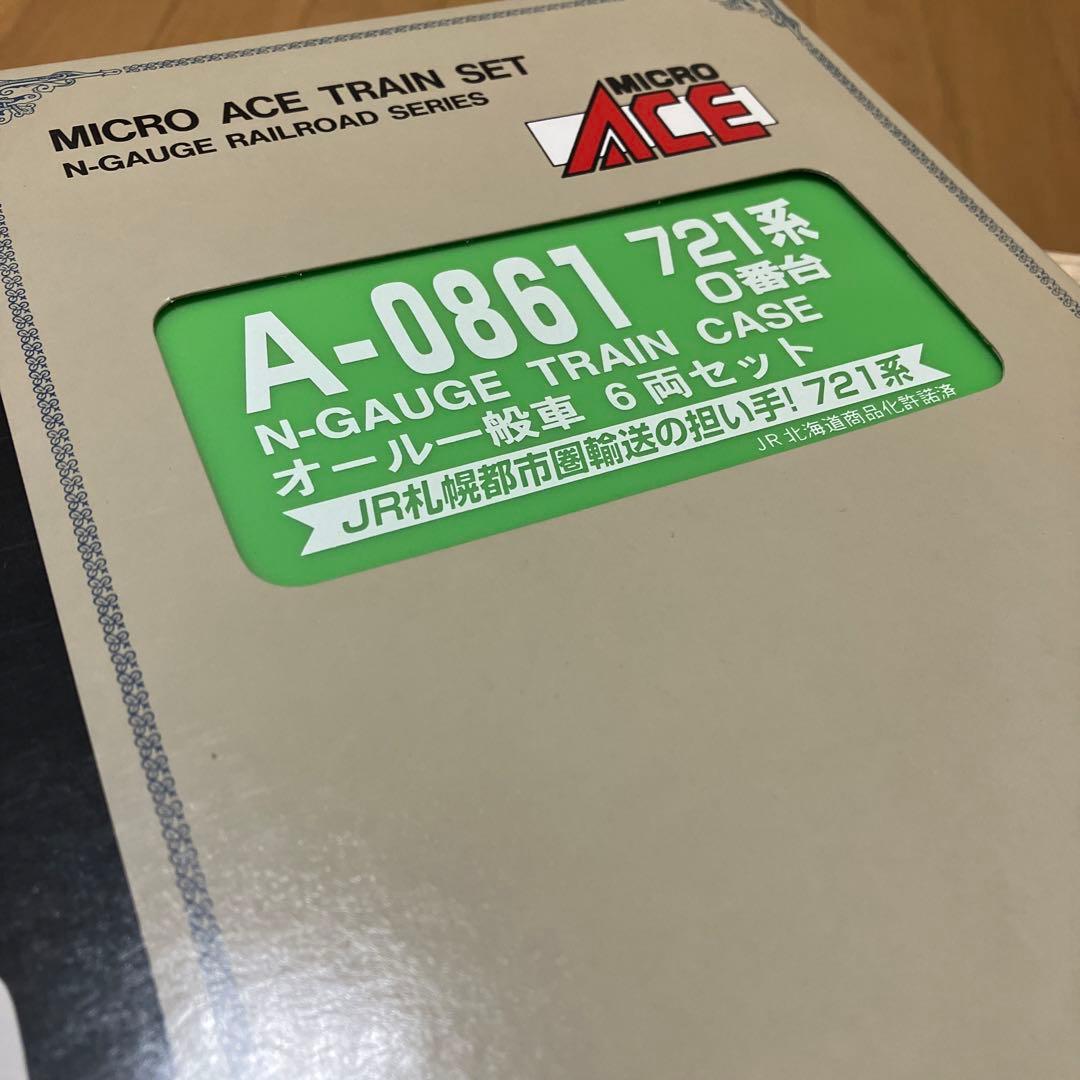 MICRO ACE TRAIN SET
N-GAUGE RAILROAD SERIES
MICRO
ACE
A-0861 721系
0番台
N-GAUGE TRAIN CASE
オール一般車 6両セット
JR札幌都市圏輸送の担い手! 721系
JR北海道商品化許諾済